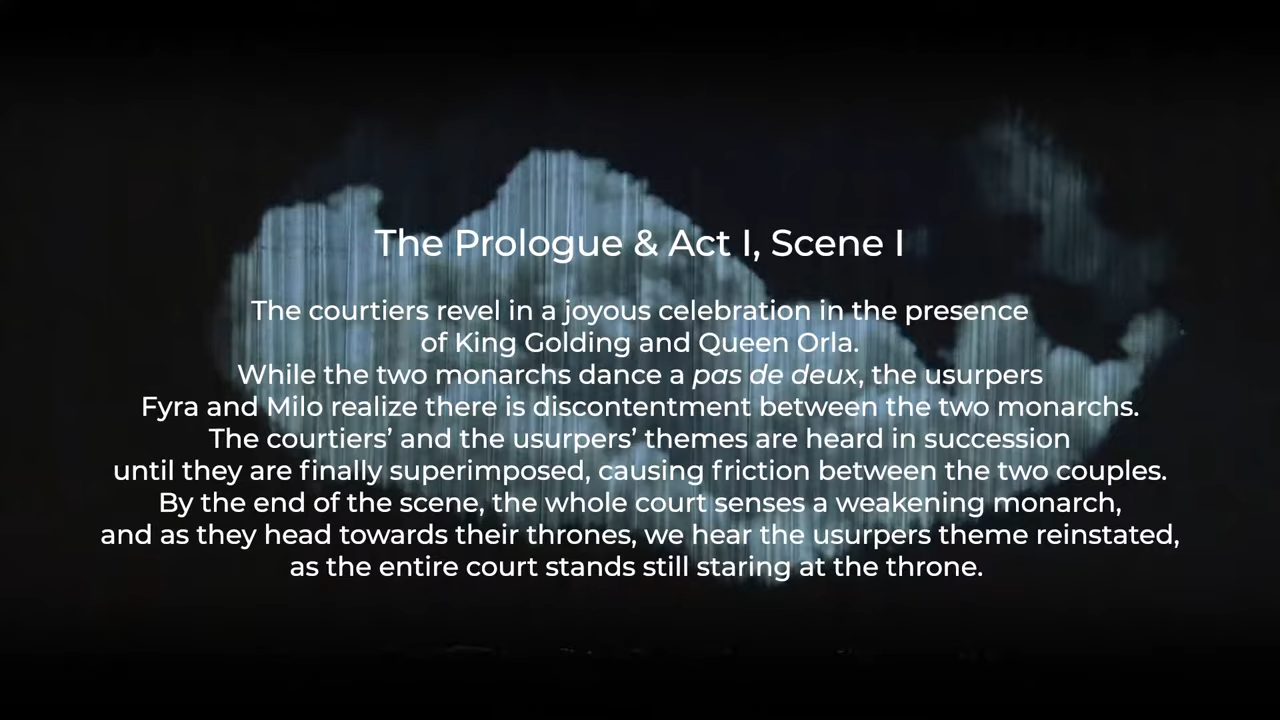 The Prologue & Act I, Scene I
The courtiers revel in a joyous celebration in the presence
of King Golding and Queen Orla.
While the two monarchs dance a pas de deux, the usurpers
Fyra and Milo realize there is discontentment between the two monarchs.
The courtiers’ and the usurpers’ themes are heard in succession
until they are finally superimposed, causing friction between the two couples.
By the end of the scene, the whole court senses a weakening monarch,
and as they head towards their thrones, we hear the usurpers theme reinstated,
as the entire court stands still staring at the throne.